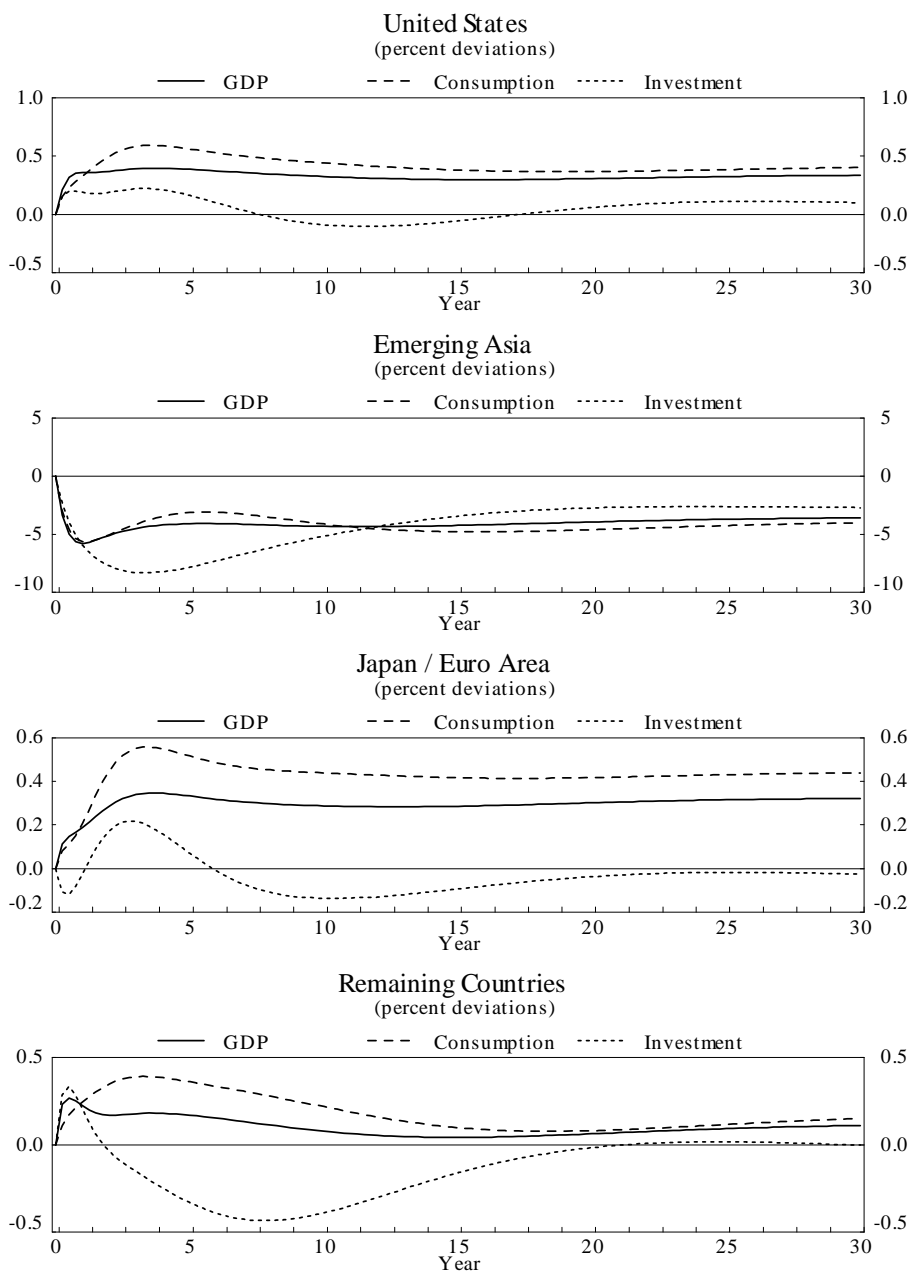 United States
(percent deviations)
GDP Consumption Investment
1.0 1.0
0.5 0.5
0.0 0.0
-0.5 -0.5
0 5 10 15 20 25 30
Year
Emerging Asia
(percent deviations)
GDP Consumption Investment
5 5
0 0
-5 -5
-10 -10
0 5 10 15 20 25 30
Year
Japan / Euro Area
(percent deviations)
GDP Consumption Investment
0.6 0.6
0.4 0.4
0.2 0.2
0.0 0.0
-0.2 -0.2
0 5 10 15 20 25 30
Year
Remaining Countries
(percent deviations)
GDP Consumption Investment
0.5 0.5
0.0 0.0
-0.5 -0.5
0 5 10 15 20 25 30
Year